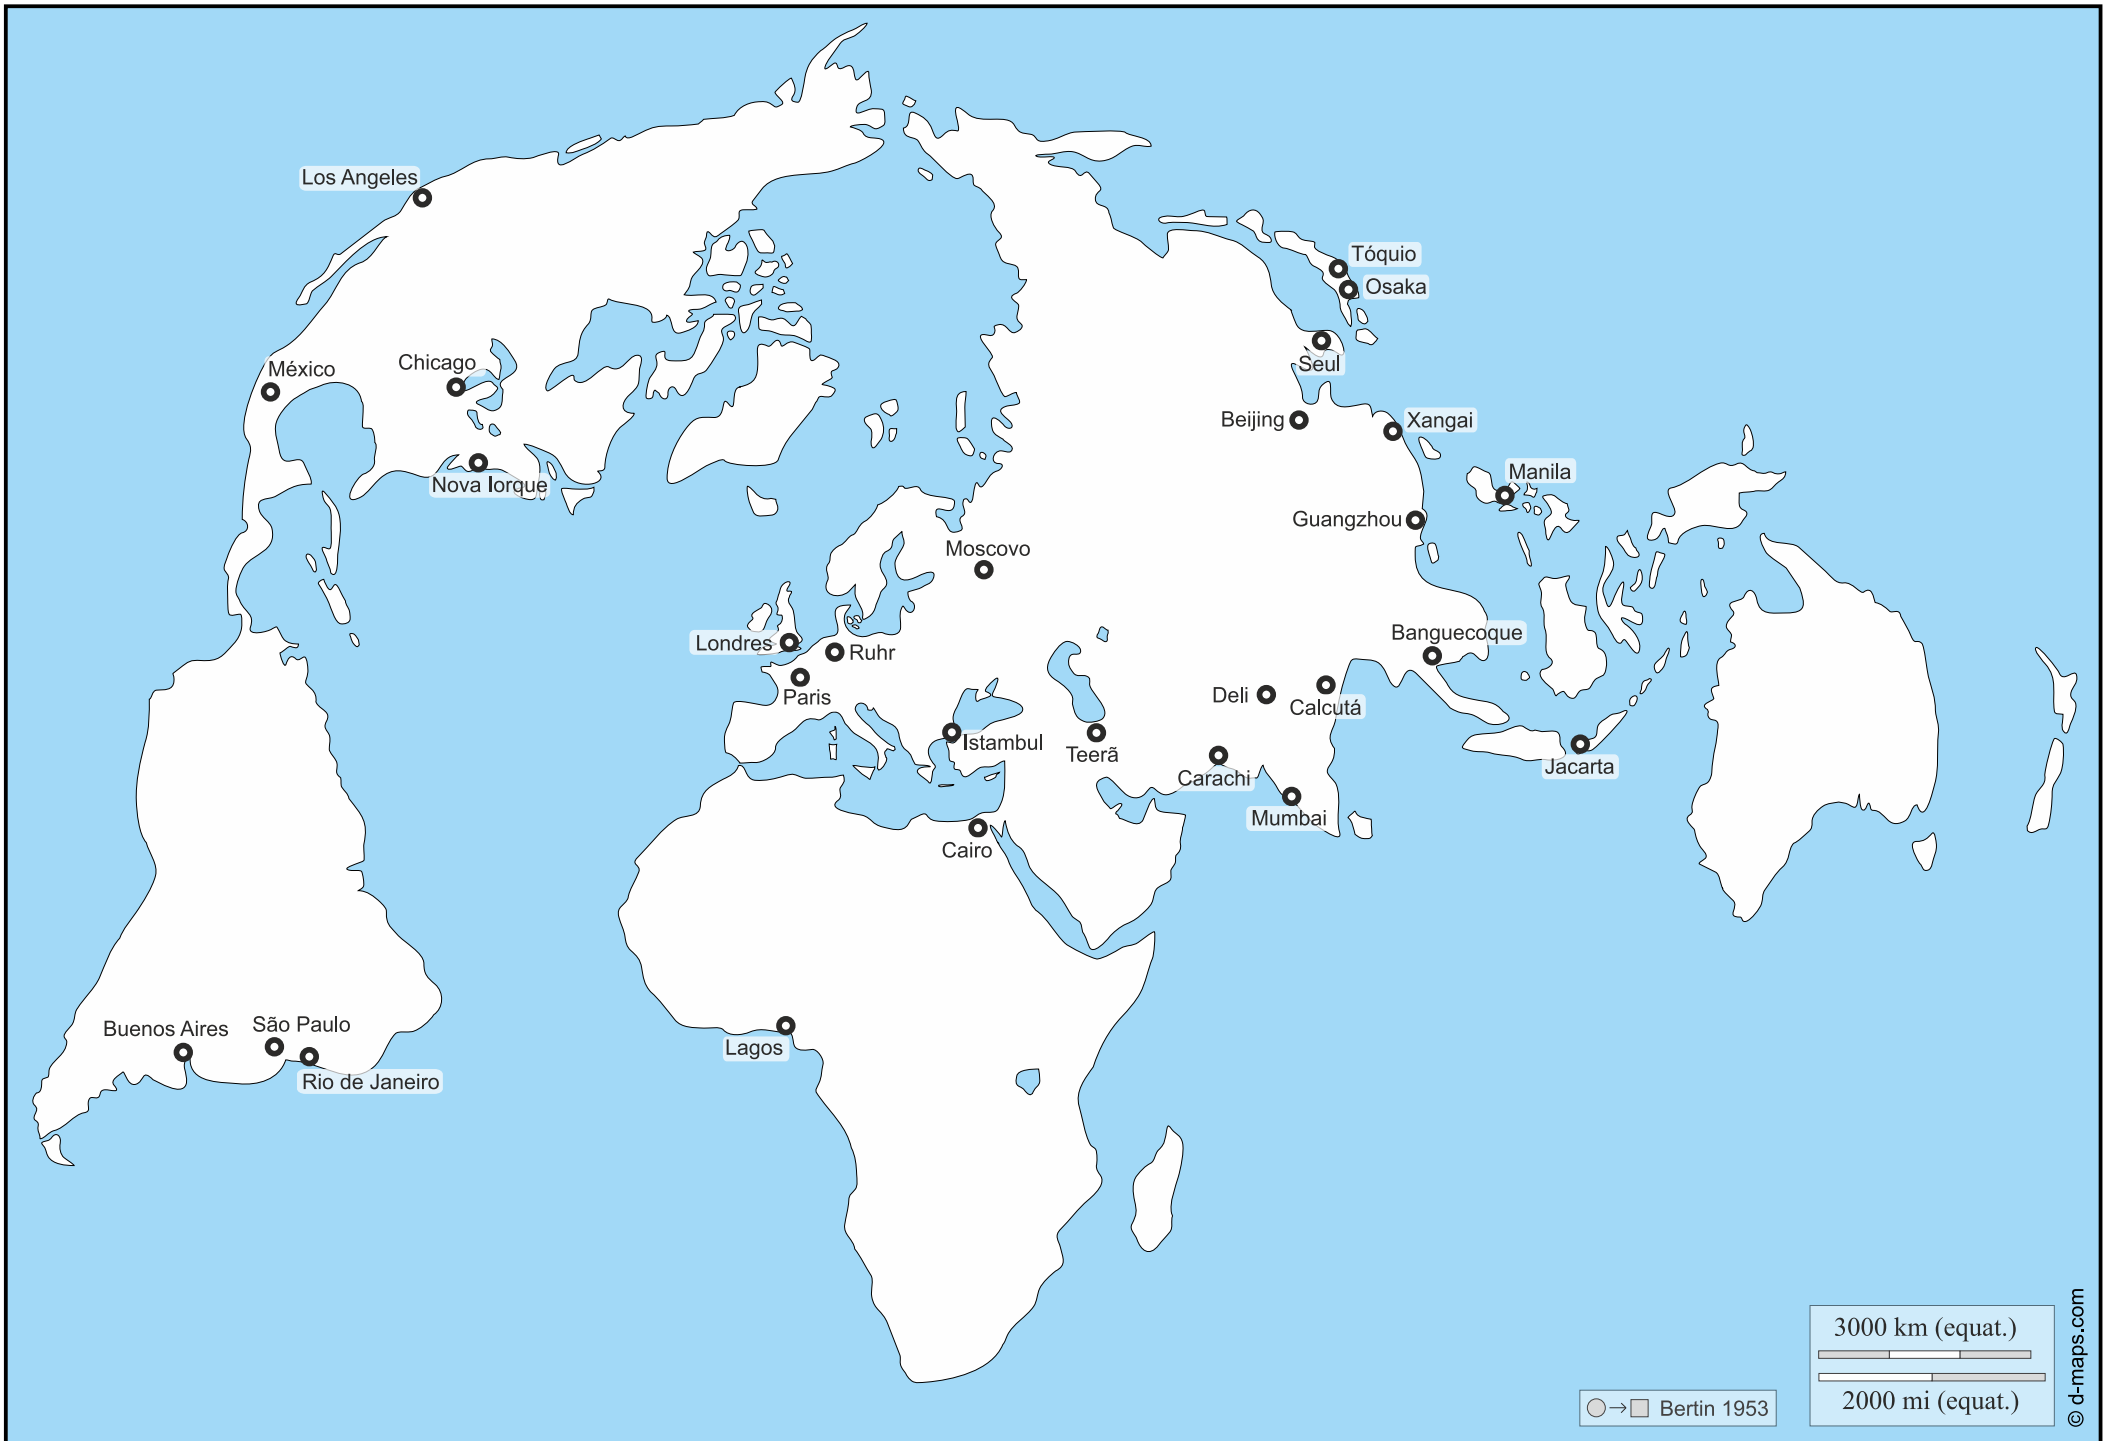 Los Angeles
Tóquio
Osaka
México
Chicago
Seul
Beijing
Xangai
Manila
Nova Iorque
Guangzhou
Moscovo
Londres
Ruhr
Banguecoque
Paris
Deli
Calcutá
Istambul
Teerã
Carachi
Jacarta
Mumbai
Cairo
Buenos Aires
São Paulo
Lagos
Rio de Janeiro
3000 km (equat.)
2000 mi (equat.)
Bertin 1953
© d-maps.com